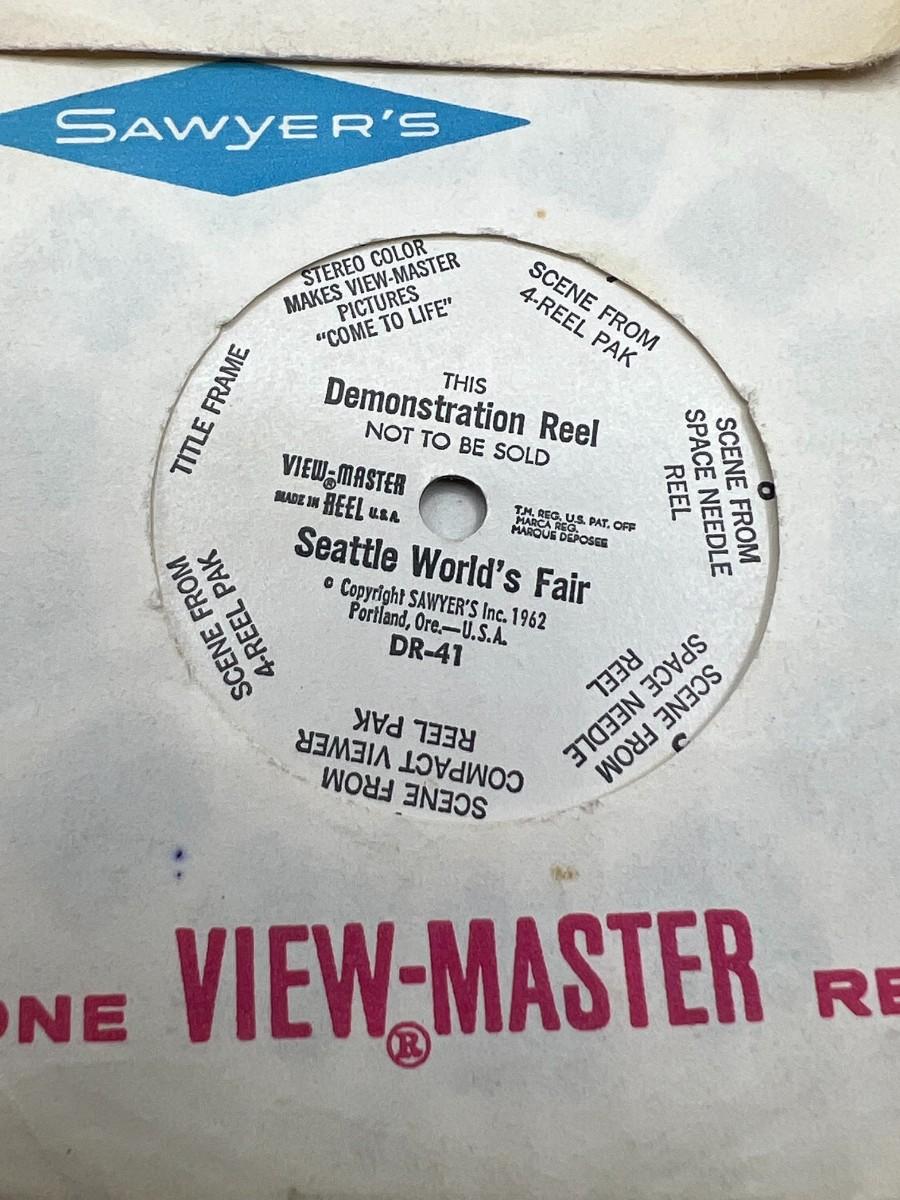 SAWYER'S
STEREO COLOR
MAKES VIEW-MASTER
PICTURES
"COME TO LIFE"
SCENE FROM
4-REEL PAK
SCENE FROM
SPACE NEEDLE
REEL
SCENE FROM
SPACE NEEDLE
REEL
SCENE FROM
COMPACT VIEWER
REEL PAK
SCENE FROM
4-REEL PAK
TITLE FRAME
THIS
Demonstration Reel
NOT TO BE SOLD
VIEW-MASTER
®
MADE IN REEL U.S.A.
T.M. REG. U.S. PAT. OFF
MARCA REG.
MARQUE DEPOSEE
Seattle World's Fair
© Copyright SAWYER'S Inc. 1962
Portland, Ore.—U.S.A.
DR-41
ONE VIEW-MASTER RE
®